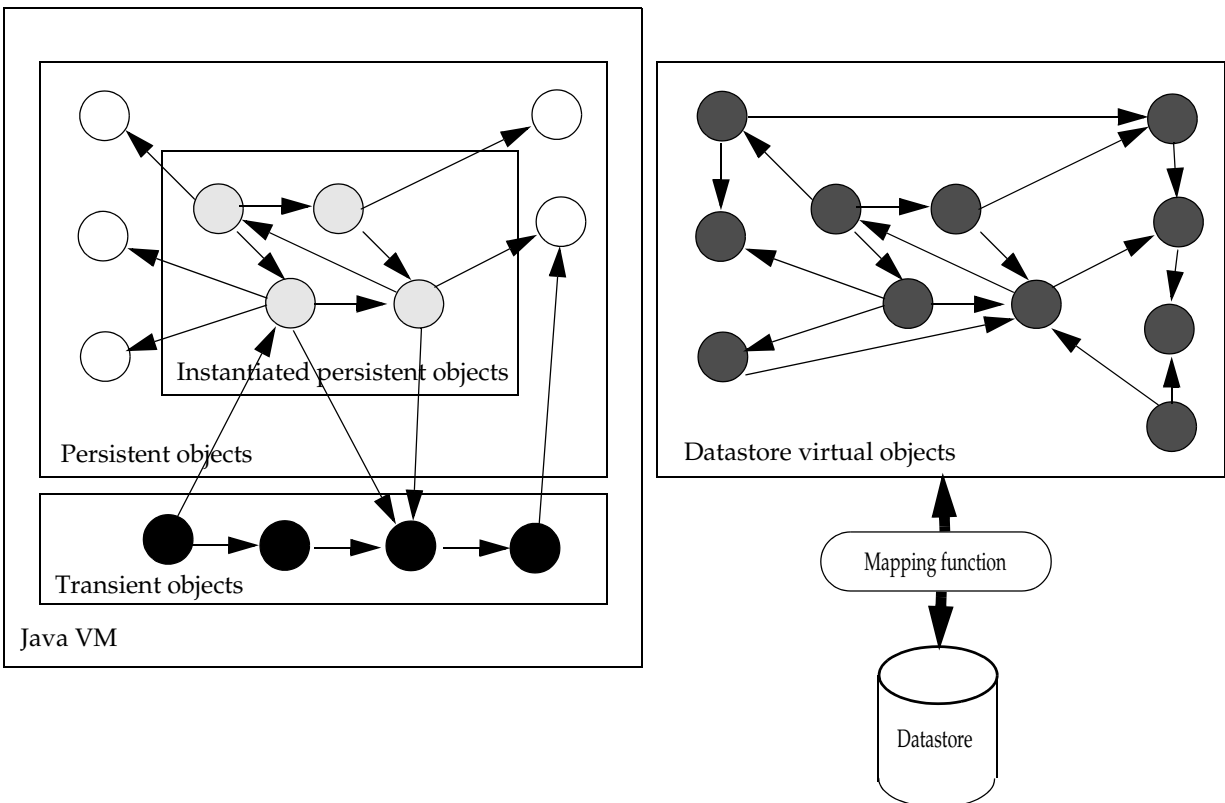 Instantiated persistent objects
Persistent objects
Transient objects
Java VM
Datastore virtual objects
Mapping function
Datastore